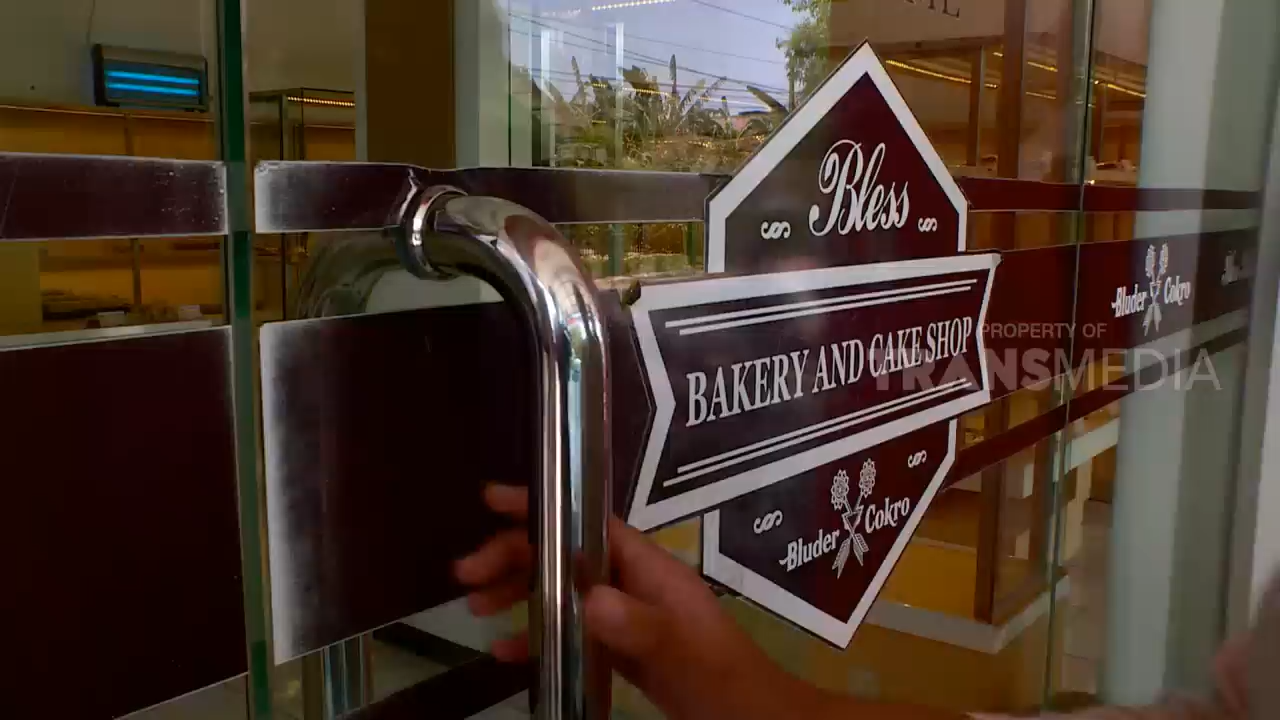 Bless
BAKERY AND CAKE SHOP
Bluder Cokro
Bluder Cokro
PROPERTY OF
TRANSMEDIA